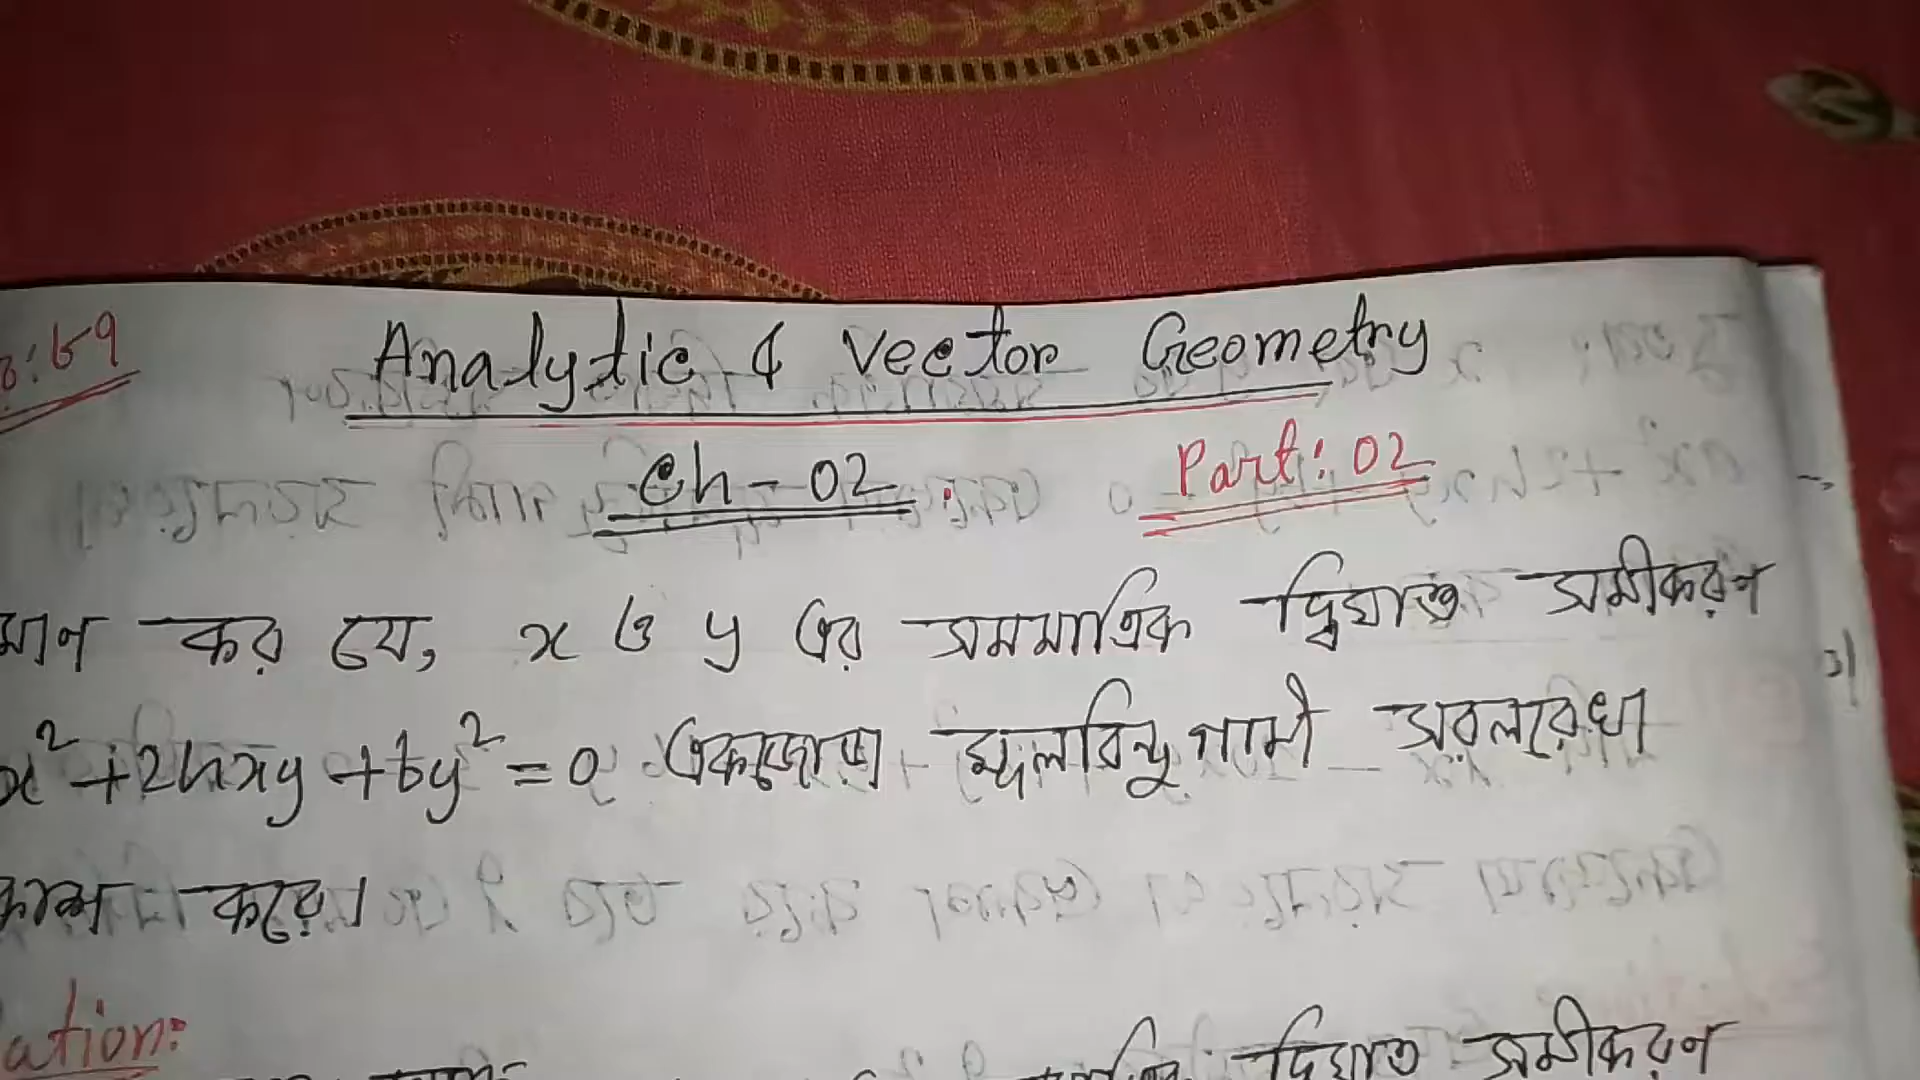 Analytic & Vector Geometry
Ch - 02.
Part: 02
কর যে, x ও y এর সমমাত্রিক দ্বিঘাত সমীকরণ
x² + 2hxy + by² = 0 একজোড়া মূলবিন্দুগামী সরলরেখা
করে।
ation:
দ্বিঘাত সমীকরণ